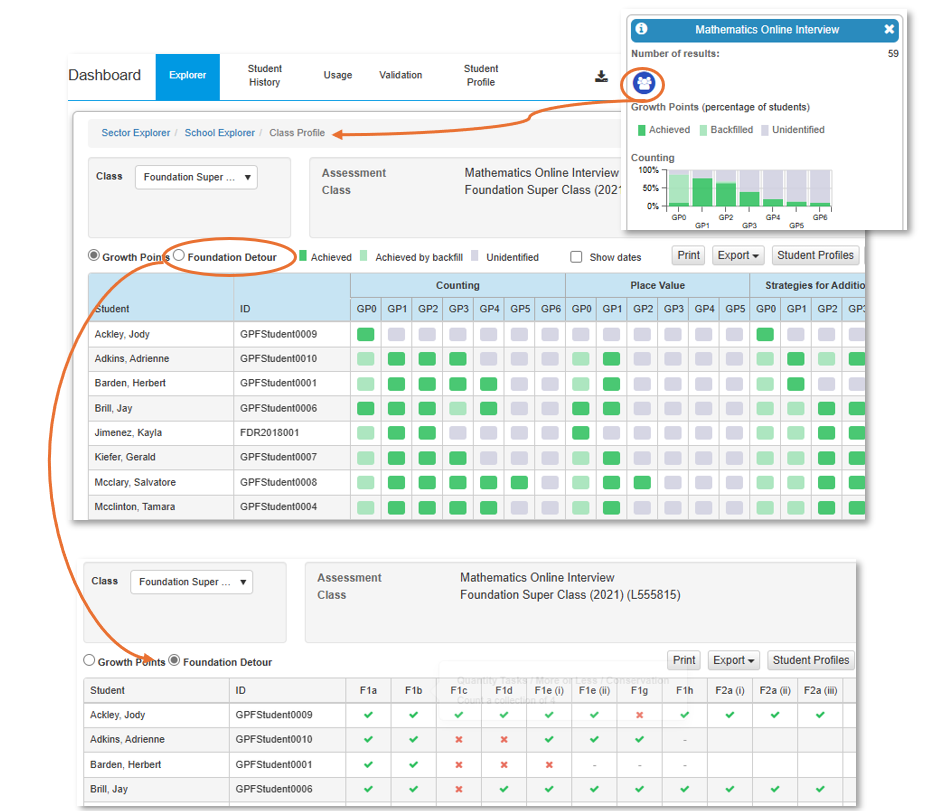 Mathematics Online Interview
Number of results: 59
Growth Points (percentage of students)
Achieved Backfilled Unidentified
Counting
100%
50%
0%
GP0 GP1 GP2 GP3 GP4 GP5 GP6
Dashboard Explorer Student History Usage Validation Student Profile
Sector Explorer / School Explorer / Class Profile
Class Foundation Super ...
Assessment Mathematics Online Interview
Class Foundation Super Class (2021
Growth Points Foundation Detour Achieved Achieved by backfill Unidentified Show dates Print Export Student Profiles
Counting Place Value Strategies for Additio
Student ID GP0 GP1 GP2 GP3 GP4 GP5 GP6 GP0 GP1 GP2 GP3 GP4 GP5 GP0 GP1 GP2 GP3
Ackley, Jody GPFStudent0009
Adkins, Adrienne GPFStudent0010
Barden, Herbert GPFStudent0001
Brill, Jay GPFStudent0006
Jimenez, Kayla FDR2018001
Kiefer, Gerald GPFStudent0007
Mcclary, Salvatore GPFStudent0008
Mcclinton, Tamara GPFStudent0004
Class Foundation Super ...
Assessment Mathematics Online Interview
Class Foundation Super Class (2021) (L555815)
Growth Points Foundation Detour Print Export Student Profiles
Quantity Tasks / More or Less / Conservation
Count a collection of 4
Student ID F1a F1b F1c F1d F1e (i) F1e (ii) F1g F1h F2a (i) F2a (ii) F2a (iii)
Ackley, Jody GPFStudent0009
Adkins, Adrienne GPFStudent0010 -
Barden, Herbert GPFStudent0001 - - -
Brill, Jay GPFStudent0006